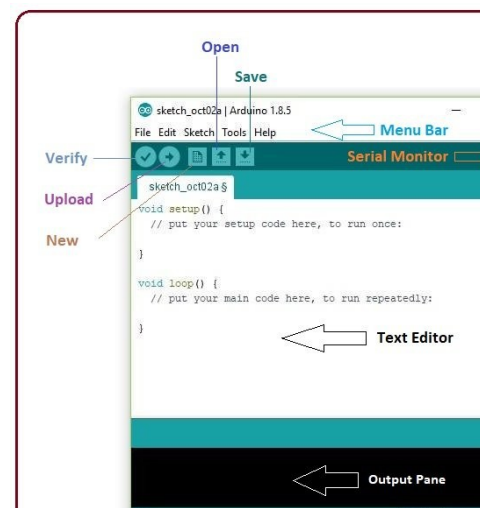 Open
Save
sketch_oct02a | Arduino 1.8.5
File Edit Sketch Tools Help
Menu Bar
Verify
Serial Monitor
Upload
sketch_oct02a §
New
void setup() {
// put your setup code here, to run once:
}
void loop() {
// put your main code here, to run repeatedly:
}
Text Editor
Output Pane